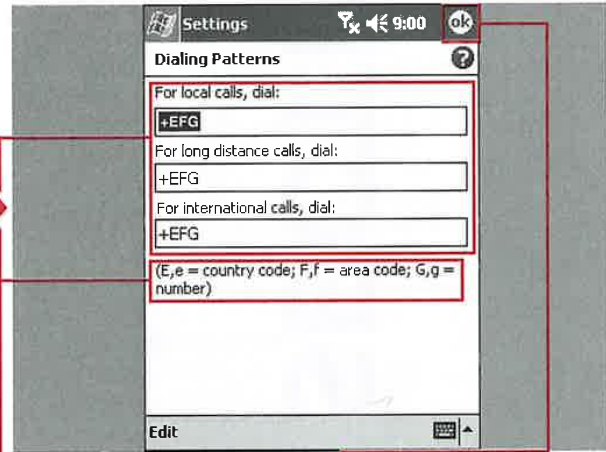 Settings 9:00 ok
Dialing Patterns
For local calls, dial:
+EFG
For long distance calls, dial:
+EFG
For international calls, dial:
+EFG
(E,e = country code; F,f = area code; G,g =
number)
Edit